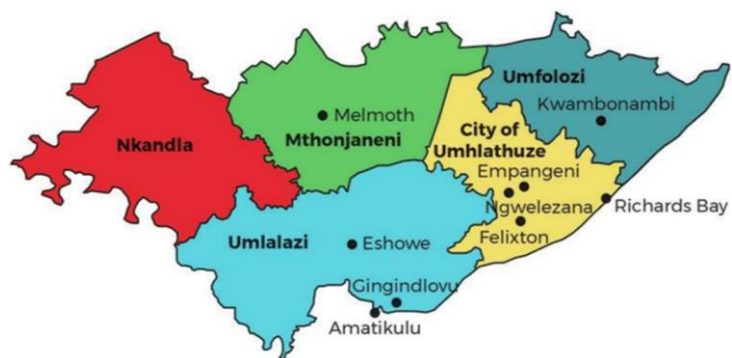 Umfolozi
Kwambonambi
Melmoth
Mthonjaneni
City of
Umhlathuze
Nkandla
Empangeni
Ngwelezana
Richards Bay
Felixton
Umlalazi
Eshowe
Gingindlovu
Amatikulu